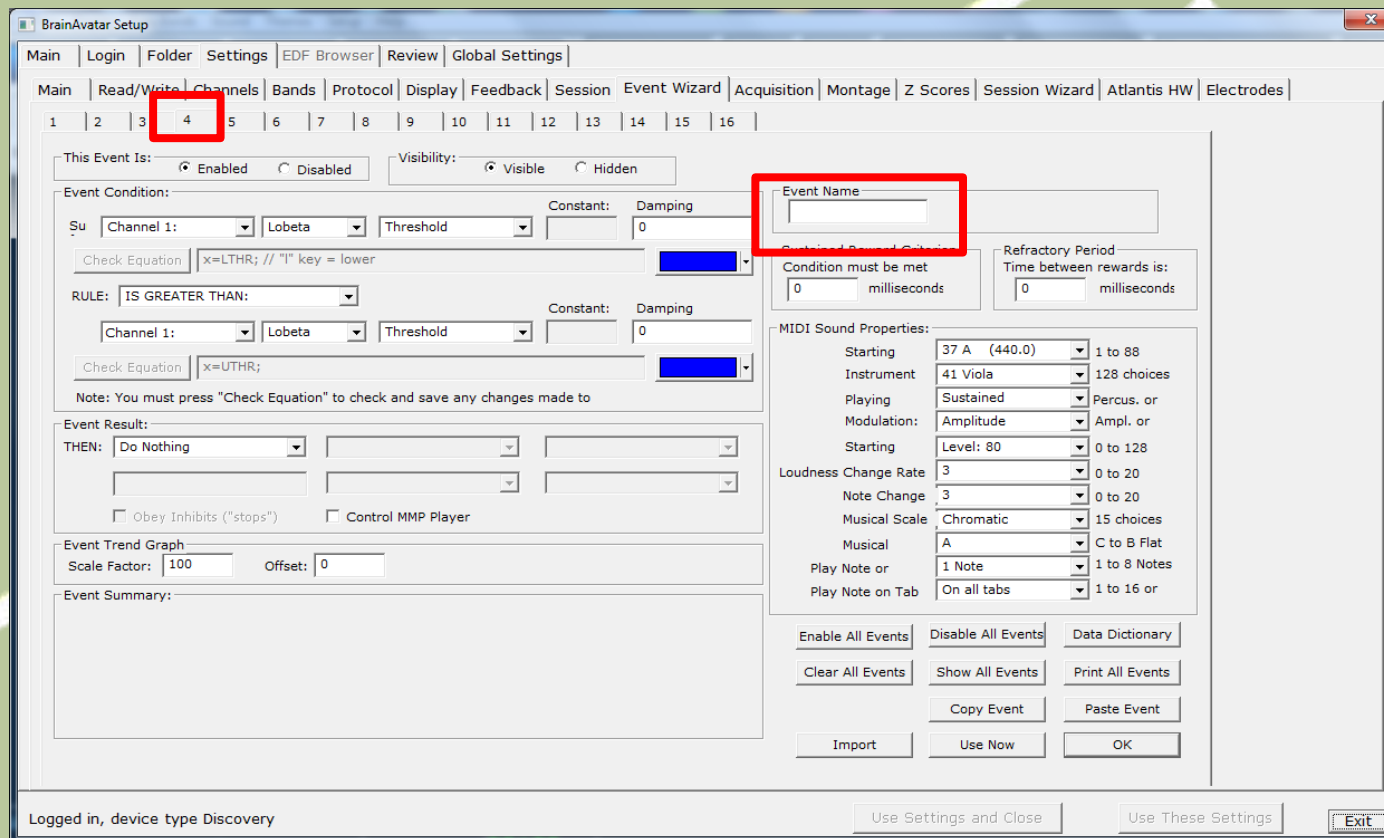 BrainAvatar Setup
Main Login Folder Settings EDF Browser Review Global Settings
Main Read/Write Channels Bands Protocol Display Feedback Session Event Wizard Acquisition Montage Z Scores Session Wizard Atlantis HW Electrodes
1 2 3 4 5 6 7 8 9 10 11 12 13 14 15 16
This Event Is: Enabled Disabled
Visibility: Visible Hidden
Event Condition:
Constant: Damping
Su Channel 1: Lobeta Threshold 0
Check Equation x=LTHR; // "l" key = lower
RULE: IS GREATER THAN:
Constant: Damping
Channel 1: Lobeta Threshold 0
Check Equation x=UTHR;
Note: You must press "Check Equation" to check and save any changes made to
Event Result:
THEN: Do Nothing
Obey Inhibits ("stops") Control MMP Player
Event Trend Graph
Scale Factor: 100 Offset: 0
Event Summary:
Event Name
Sustained Reward Criterion
Condition must be met
0 milliseconds
Refractory Period
Time between rewards is:
0 milliseconds
MIDI Sound Properties:
Starting 37 A (440.0) 1 to 88
Instrument 41 Viola 128 choices
Playing Sustained Percus. or
Modulation: Amplitude Ampl. or
Starting Level: 80 0 to 128
Loudness Change Rate 3 0 to 20
Note Change 3 0 to 20
Musical Scale Chromatic 15 choices
Musical A C to B Flat
Play Note or 1 Note 1 to 8 Notes
Play Note on Tab On all tabs 1 to 16 or
Enable All Events Disable All Events Data Dictionary
Clear All Events Show All Events Print All Events
Copy Event Paste Event
Import Use Now OK
Logged in, device type Discovery
Use Settings and Close Use These Settings Exit